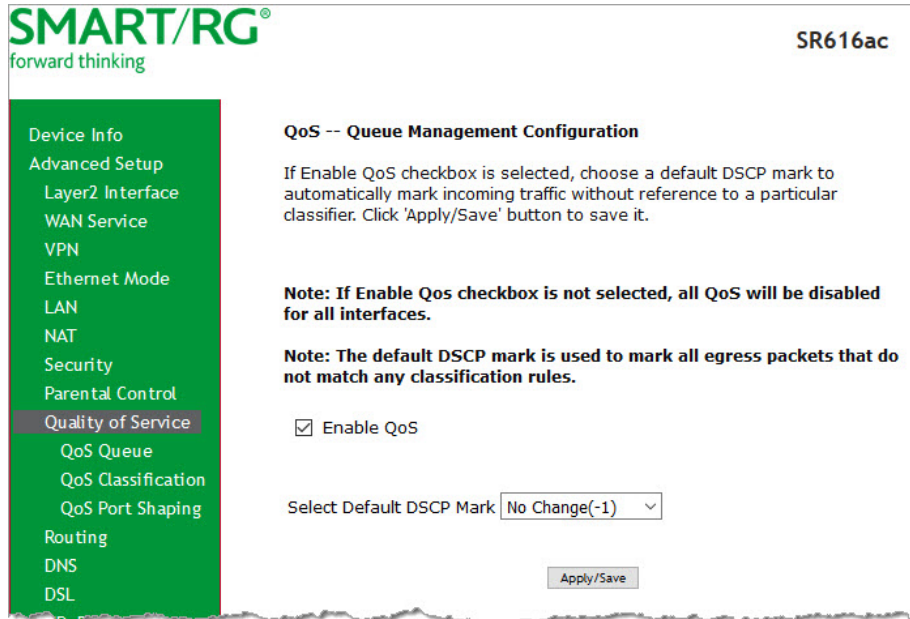 SMART/RG®
forward thinking
SR616ac
Device Info
Advanced Setup
Layer2 Interface
WAN Service
VPN
Ethernet Mode
LAN
NAT
Security
Parental Control
Quality of Service
QoS Queue
QoS Classification
QoS Port Shaping
Routing
DNS
DSL
QoS -- Queue Management Configuration
If Enable QoS checkbox is selected, choose a default DSCP mark to
automatically mark incoming traffic without reference to a particular
classifier. Click 'Apply/Save' button to save it.
Note: If Enable Qos checkbox is not selected, all QoS will be disabled
for all interfaces.
Note: The default DSCP mark is used to mark all egress packets that do
not match any classification rules.
Enable QoS
Select Default DSCP Mark No Change(-1)
Apply/Save